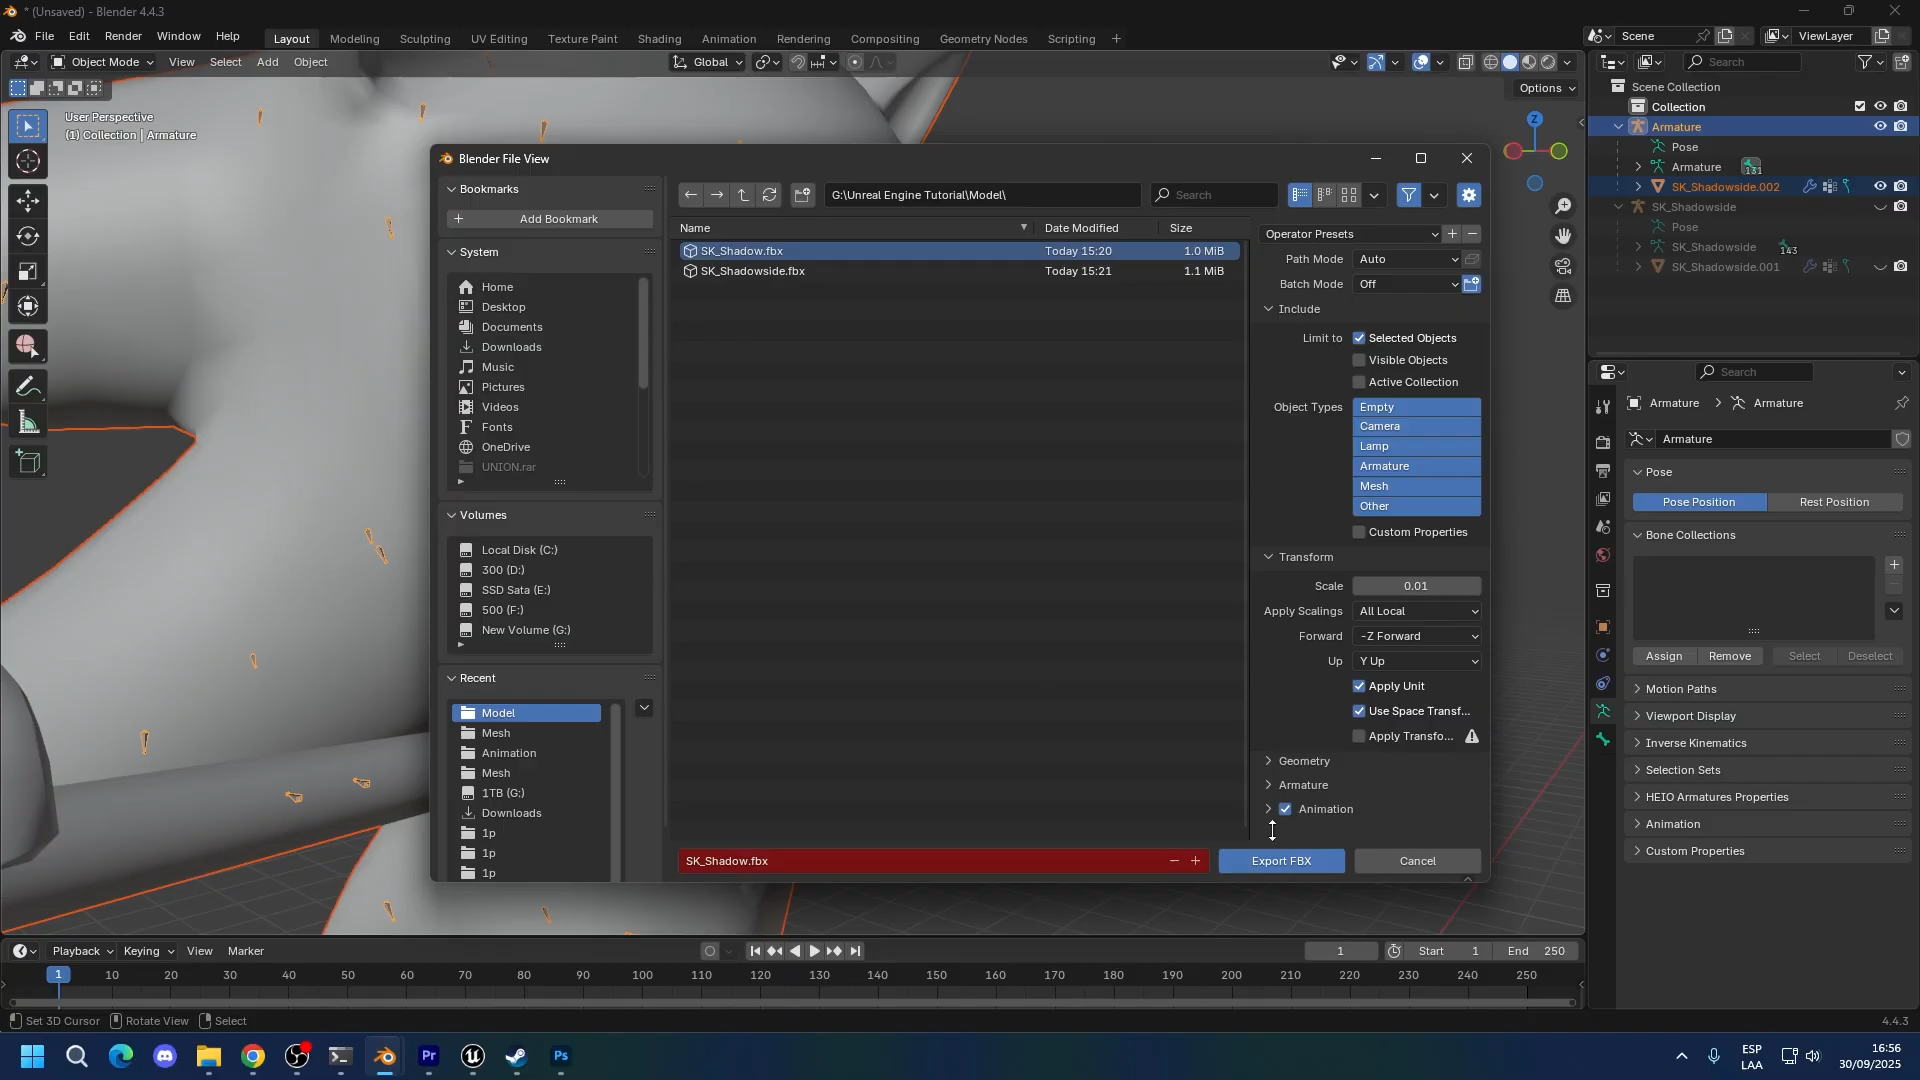 * (Unsaved) - Blender 4.4.3
File Edit Render Window Help
Layout Modeling Sculpting UV Editing Texture Paint Shading Animation Rendering Compositing Geometry Nodes Scripting +
Scene
ViewLayer
Object Mode View Select Add Object
Global
Options
User Perspective
(1) Collection | Armature
Z
Blender File View
Bookmarks
Add Bookmark
System
Home
Desktop
Documents
Downloads
Music
Pictures
Videos
Fonts
OneDrive
UNION.rar
Volumes
Local Disk (C:)
300 (D:)
SSD Sata (E:)
500 (F:)
New Volume (G:)
Recent
Model
Mesh
Animation
Mesh
1TB (G:)
Downloads
1p
1p
1p
G:\Unreal Engine Tutorial\Model\
Search
Name Date Modified Size
SK_Shadow.fbx Today 15:20 1.0 MiB
SK_Shadowside.fbx Today 15:21 1.1 MiB
Operator Presets
Path Mode Auto
Batch Mode Off
Include
Limit to Selected Objects
Visible Objects
Active Collection
Object Types Empty
Camera
Lamp
Armature
Mesh
Other
Custom Properties
Transform
Scale 0.01
Apply Scalings All Local
Forward -Z Forward
Up Y Up
Apply Unit
Use Space Transf...
Apply Transfo...
Geometry
Armature
Animation
SK_Shadow.fbx
Export FBX
Cancel
Search
Scene Collection
Collection
Armature
Pose
Armature 131
SK_Shadowside.002
SK_Shadowside
Pose
SK_Shadowside 143
SK_Shadowside.001
Search
Armature > Armature
Armature
Pose
Pose Position Rest Position
Bone Collections
Assign Remove Select Deselect
Motion Paths
Viewport Display
Inverse Kinematics
Selection Sets
HEIO Armatures Properties
Animation
Custom Properties
Playback Keying View Marker
1 Start 1 End 250
1 10 20 30 40 50 60 70 80 90 100 110 120 130 140 150 160 170 180 190 200 210 220 230 240 250
Set 3D Cursor Rotate View Select
4.4.3
Pr
Ps
ESP
LAA
16:56
30/09/2025